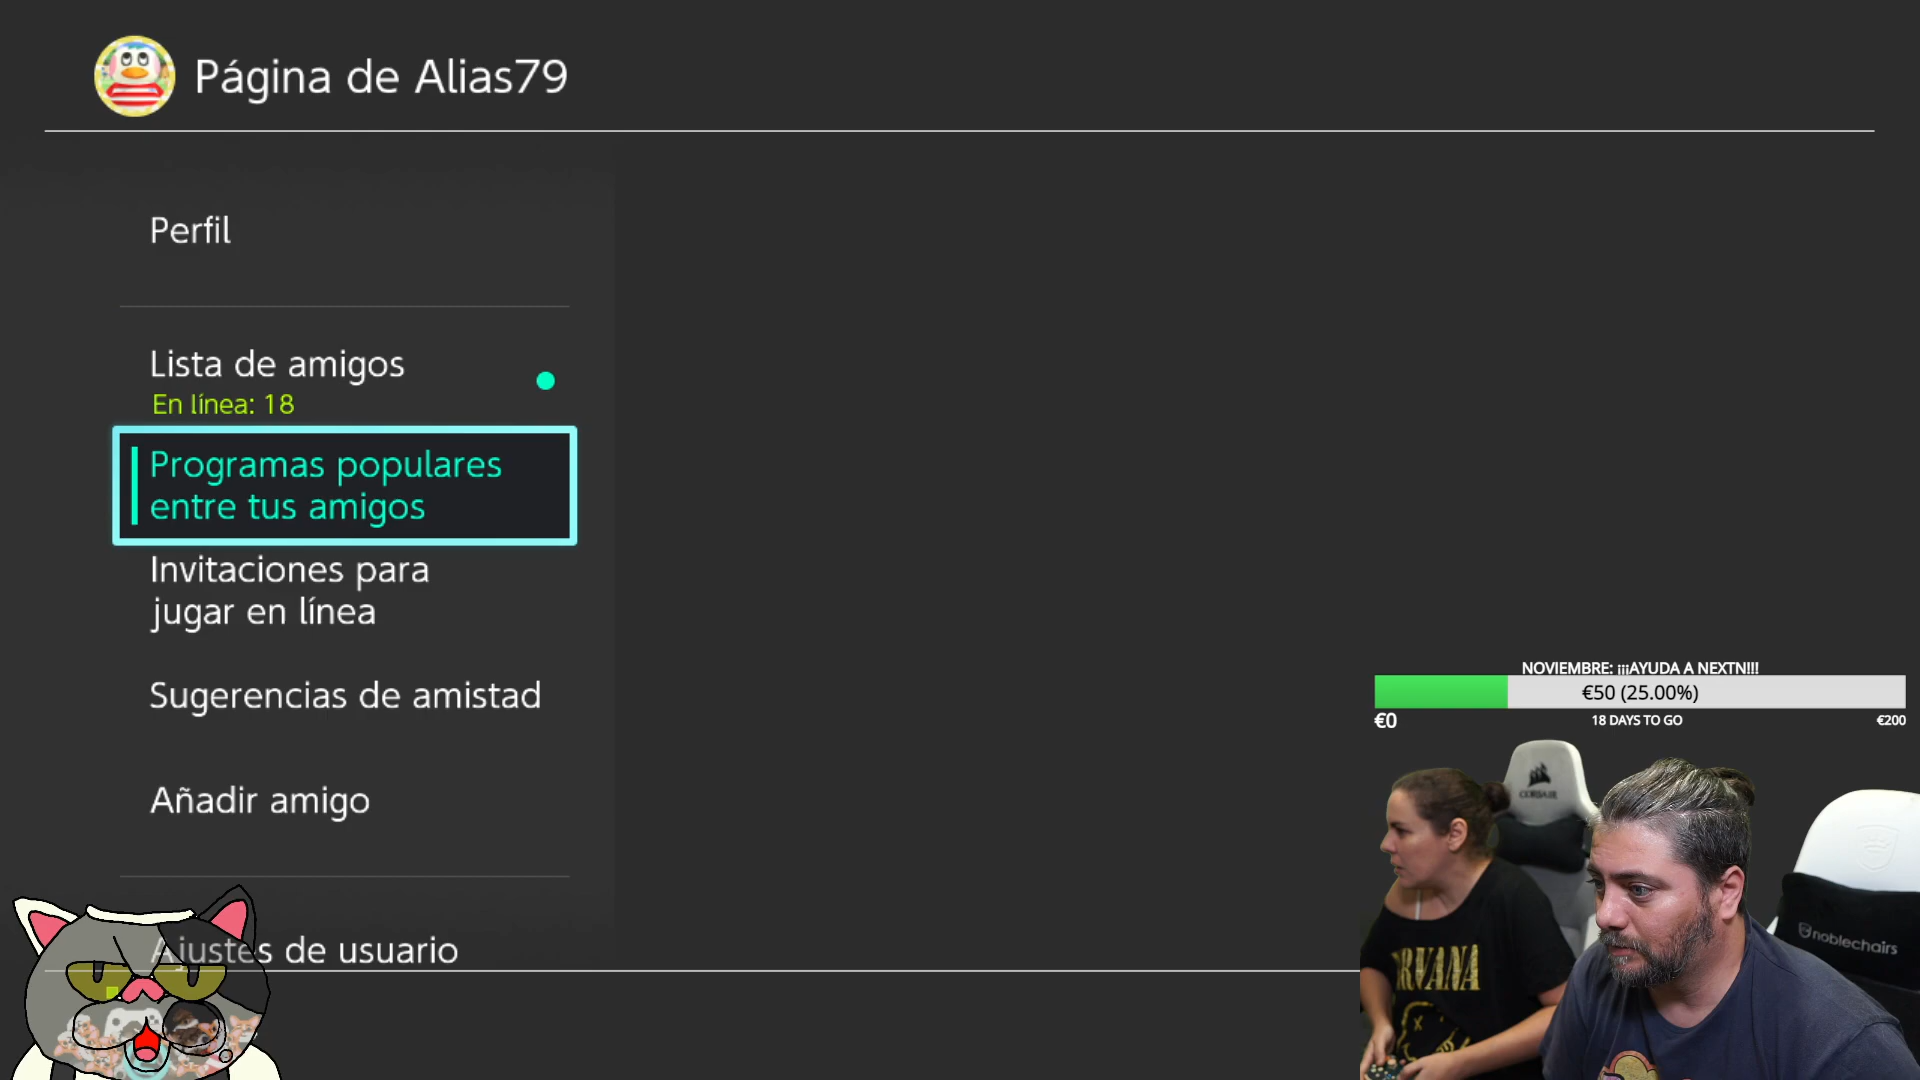 Página de Alias79
Perfil
Lista de amigos
En línea: 18
Programas populares
entre tus amigos
Invitaciones para
jugar en línea
Sugerencias de amistad
Añadir amigo
Ajustes de usuario
NOVIEMBRE: ¡¡¡AYUDA A NEXTN!!!
€50 (25.00%)
€0
18 DAYS TO GO
€200
CORSAIR
noblechairs
NIRVANA